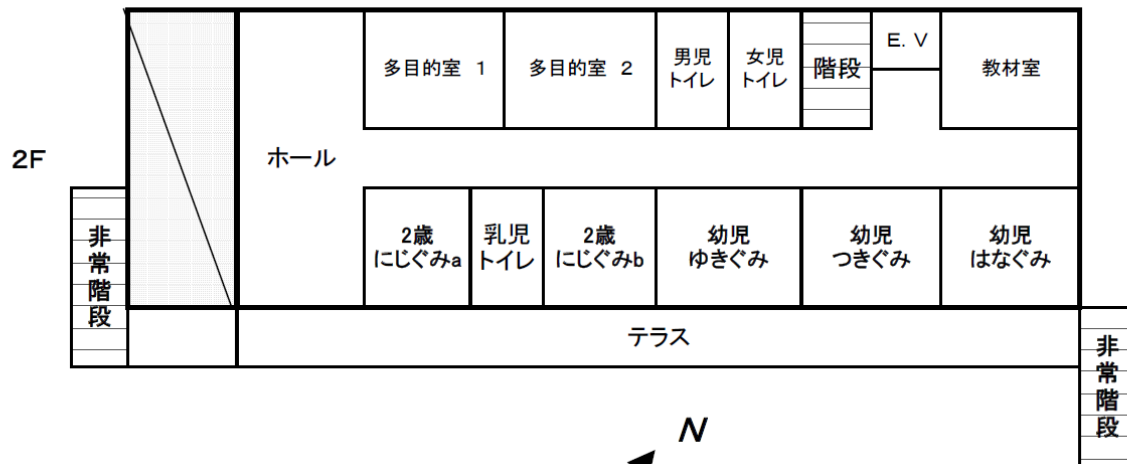 多目的室 1
多目的室 2
男児
トイレ
女児
トイレ
階段
E. V
教材室
2F
ホール
非常階段
2歳
にじぐみa
乳児
トイレ
2歳
にじぐみb
幼児
ゆきぐみ
幼児
つきぐみ
幼児
はなぐみ
テラス
非常階段
N